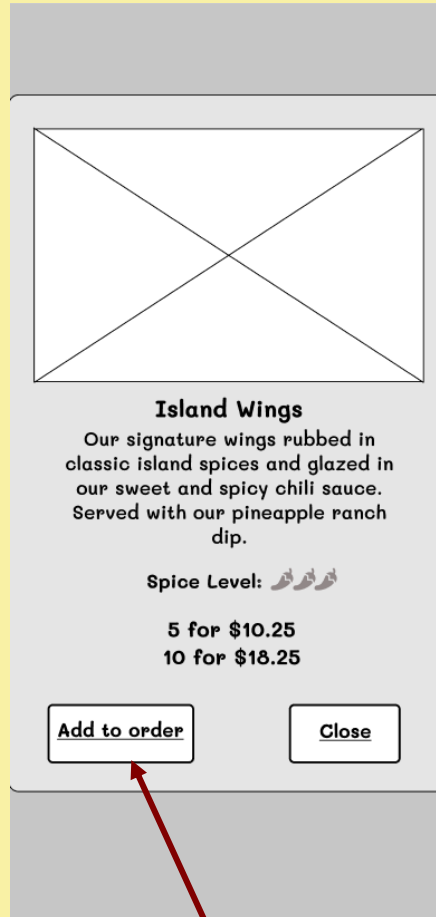 Island Wings
Our signature wings rubbed in
classic island spices and glazed in
our sweet and spicy chili sauce.
Served with our pineapple ranch
dip.
Spice Level:
5 for $10.25
10 for $18.25
Add to order
Close